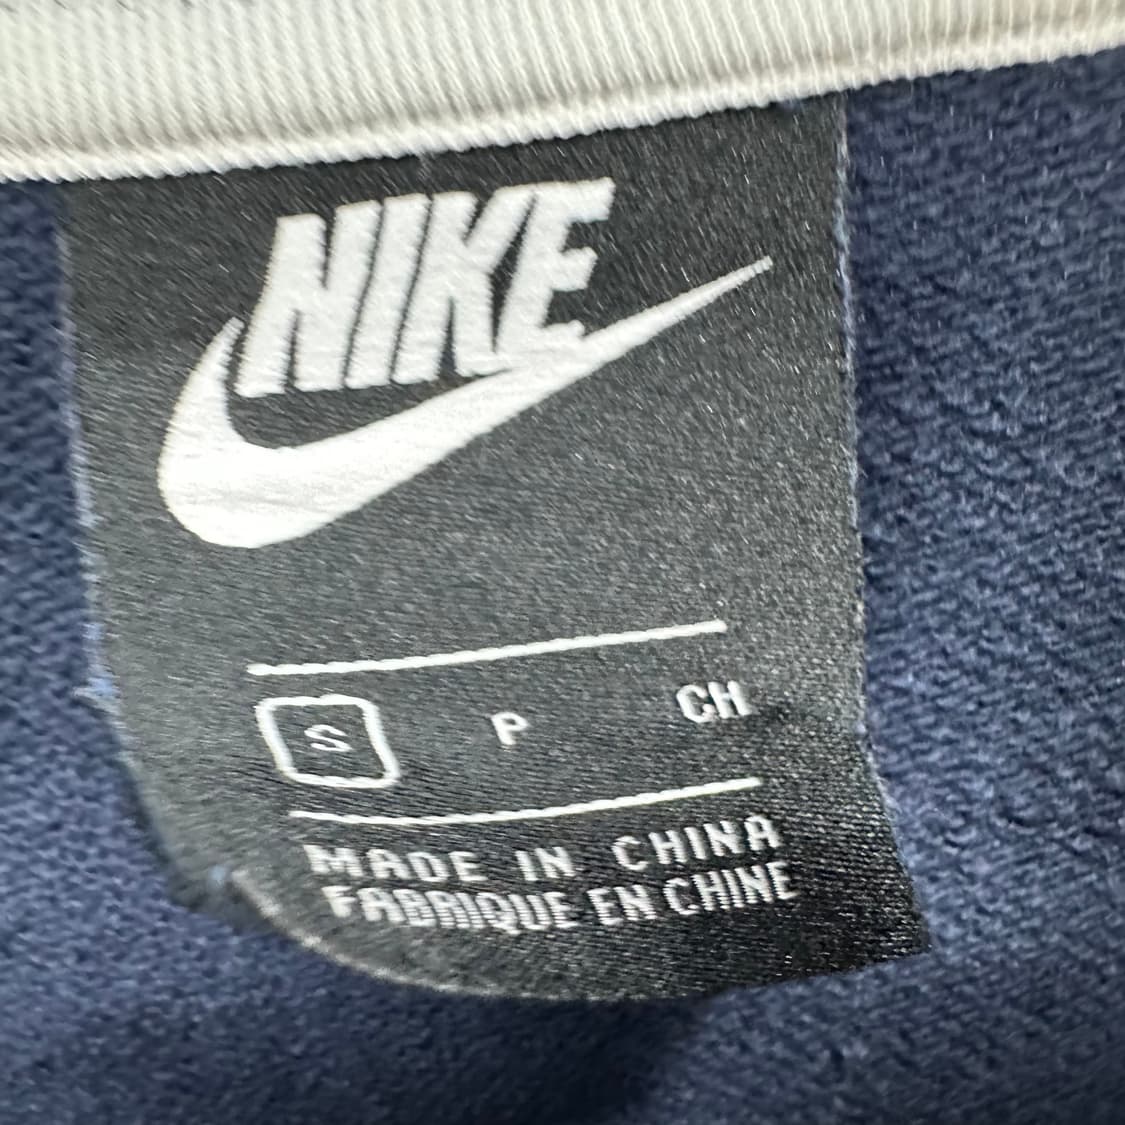 NIKE
S P CH
MADE IN CHINA
FABRIQUE EN CHINE